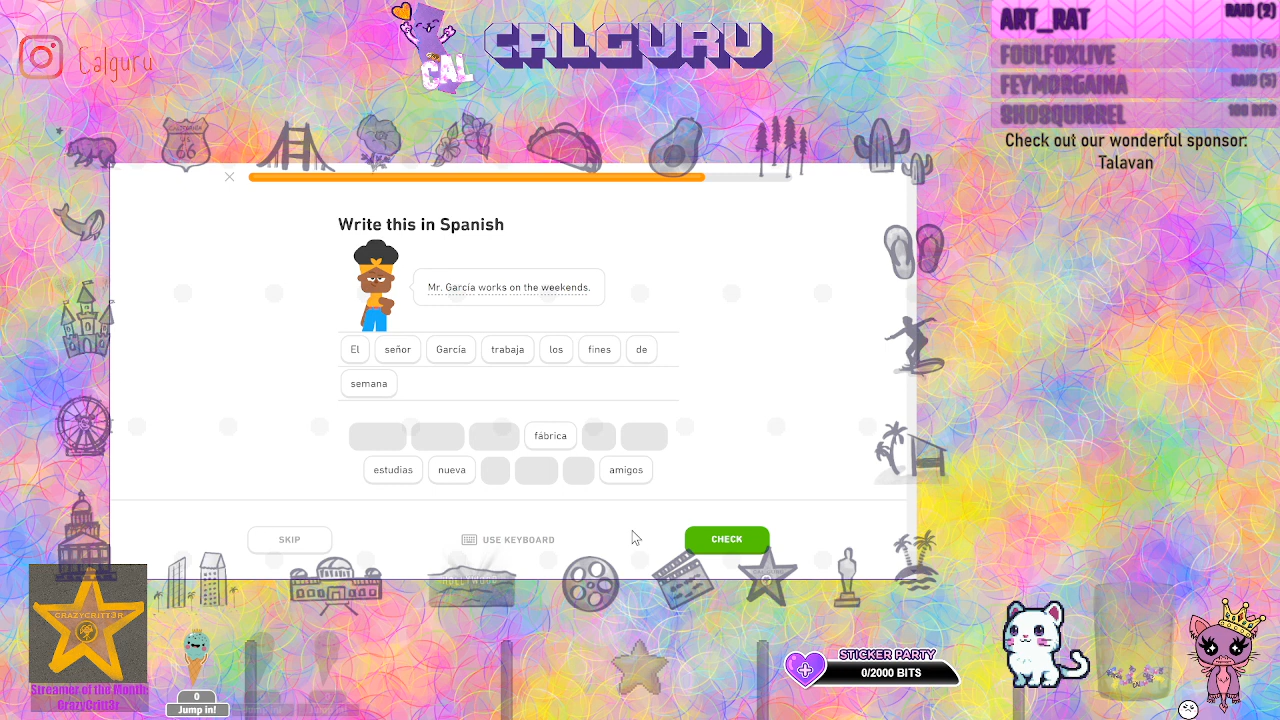 Calguru
CAL
CALGURU
ART_RAT RAID (2)
FOULFOXLIVE RAID (4)
FEYMORGAINA
SHOSQUIRREL 100 BITS
Check out our wonderful sponsor:
Talavan
CALIFORNIA
66
Write this in Spanish
Mr. García works on the weekends.
El señor García trabaja los fines de
semana
fábrica
estudias nueva amigos
SKIP USE KEYBOARD CHECK
HOLLYWOOD
CRAZYCRITT3R
Streamer of the Month:
CrazyCritt3r
0
Jump in!
STICKER PARTY
0/2000 BITS